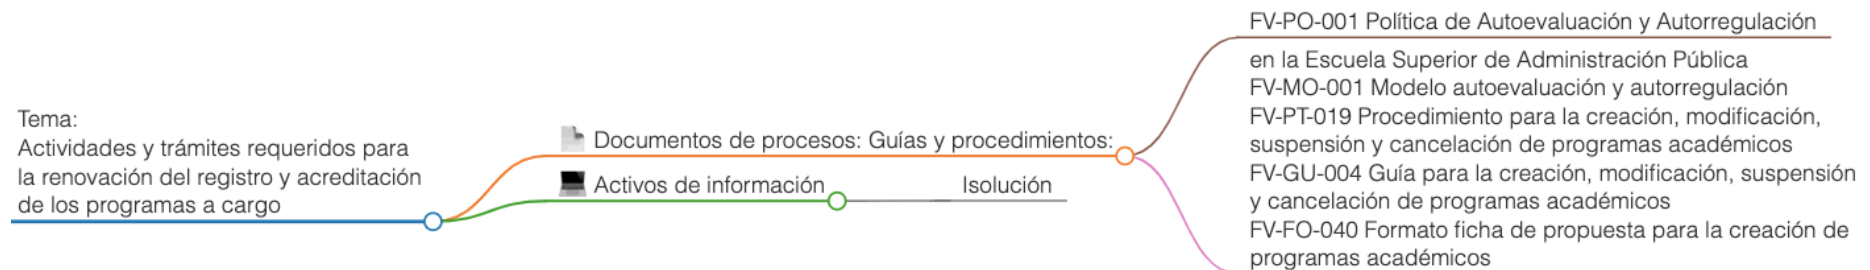 Tema:
Actividades y trámites requeridos para
la renovación del registro y acreditación
de los programas a cargo
Documentos de procesos: Guías y procedimientos:
Activos de información
Isolución
FV-PO-001 Política de Autoevaluación y Autorregulación
en la Escuela Superior de Administración Pública
FV-MO-001 Modelo autoevaluación y autorregulación
FV-PT-019 Procedimiento para la creación, modificación,
suspensión y cancelación de programas académicos
FV-GU-004 Guía para la creación, modificación, suspensión
y cancelación de programas académicos
FV-FO-040 Formato ficha de propuesta para la creación de
programas académicos